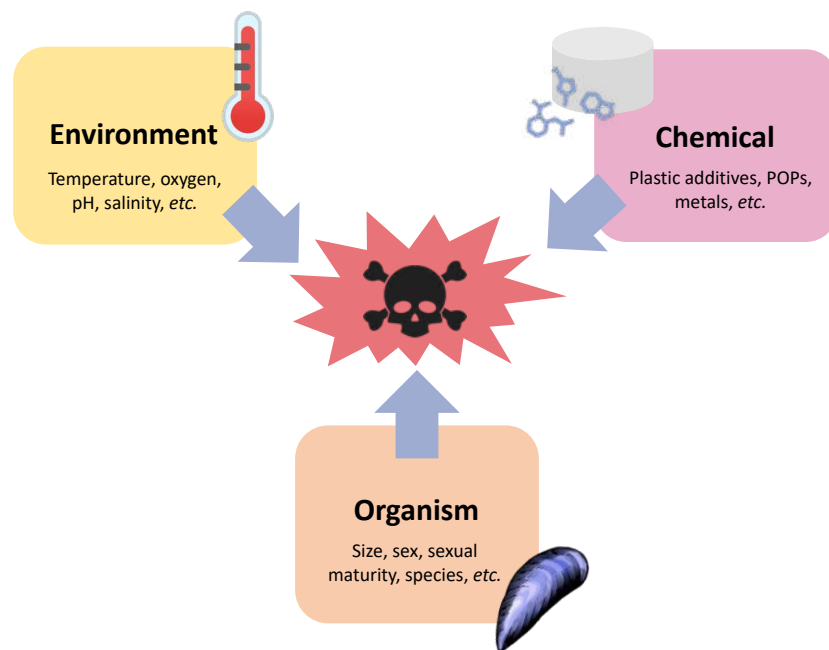 Environment
Temperature, oxygen,
pH, salinity, etc.
Chemical
Plastic additives, POPs,
metals, etc.
Organism
Size, sex, sexual
maturity, species, etc.